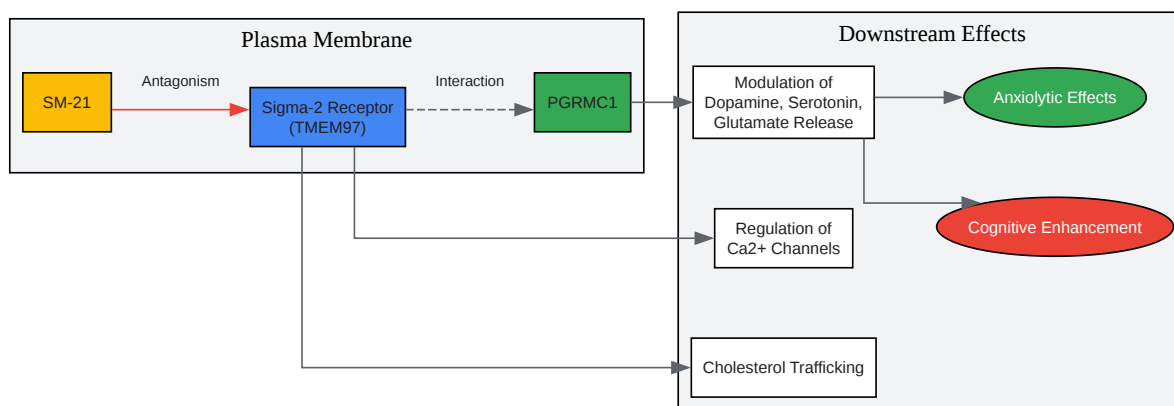 Plasma Membrane
Downstream Effects
SM-21
Antagonism
Sigma-2 Receptor
(TMEM97)
Interaction
PGRMC1
Modulation of
Dopamine, Serotonin,
Glutamate Release
Anxiolytic Effects
Cognitive Enhancement
Regulation of
Ca2+ Channels
Cholesterol Trafficking